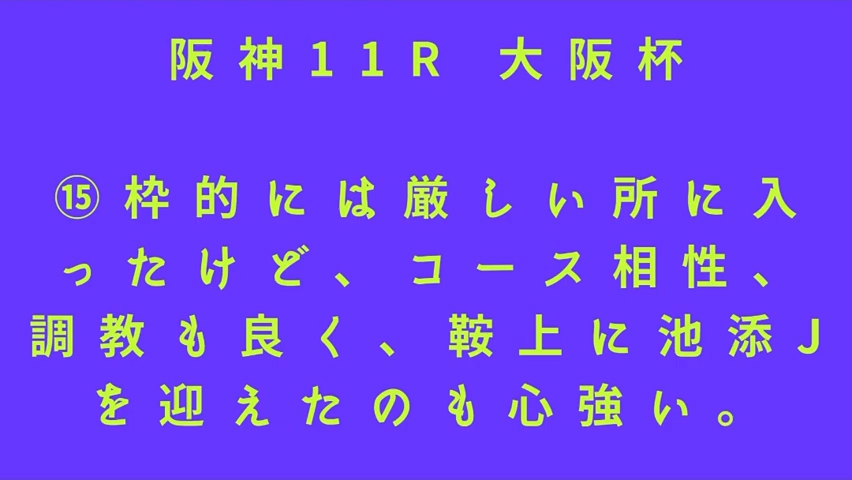 阪神11R 大阪杯
⑮枠的には厳しい所に入
ったけど、コース相性、
調教も良く、鞍上に池添J
を迎えたのも心強い。